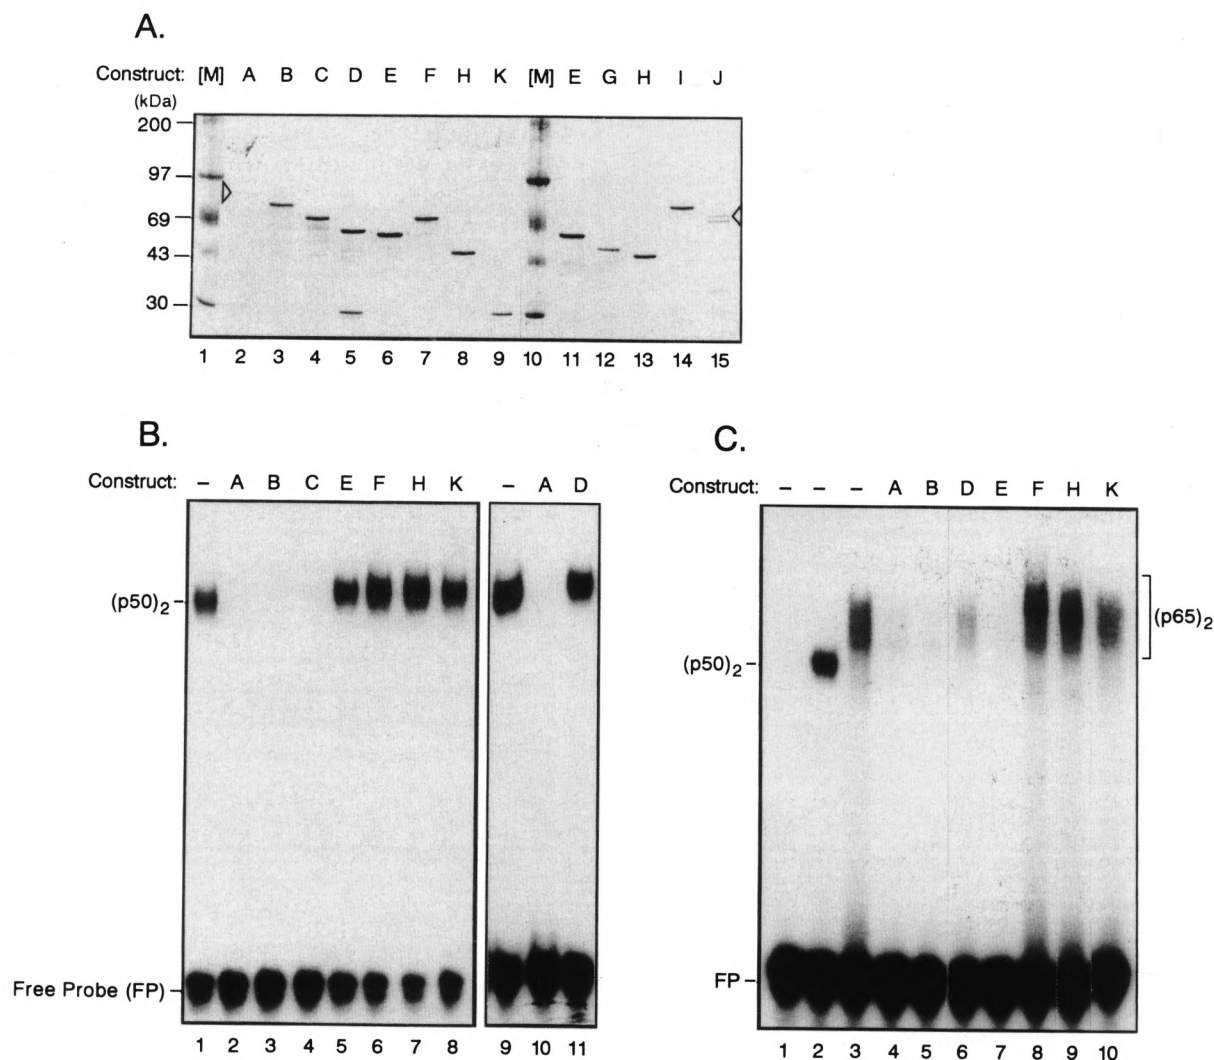 A.
Construct: [M] A B C D E F H K [M] E G H I J
(kDa)
200
97
69
43
30
1 2 3 4 5 6 7 8 9 10 11 12 13 14 15
B.
Construct: – A B C E F H K – A D
(p50)2
Free Probe (FP)
1 2 3 4 5 6 7 8 9 10 11
C.
Construct: – – – A B D E F H K
(p65)2
(p50)2
FP
1 2 3 4 5 6 7 8 9 10